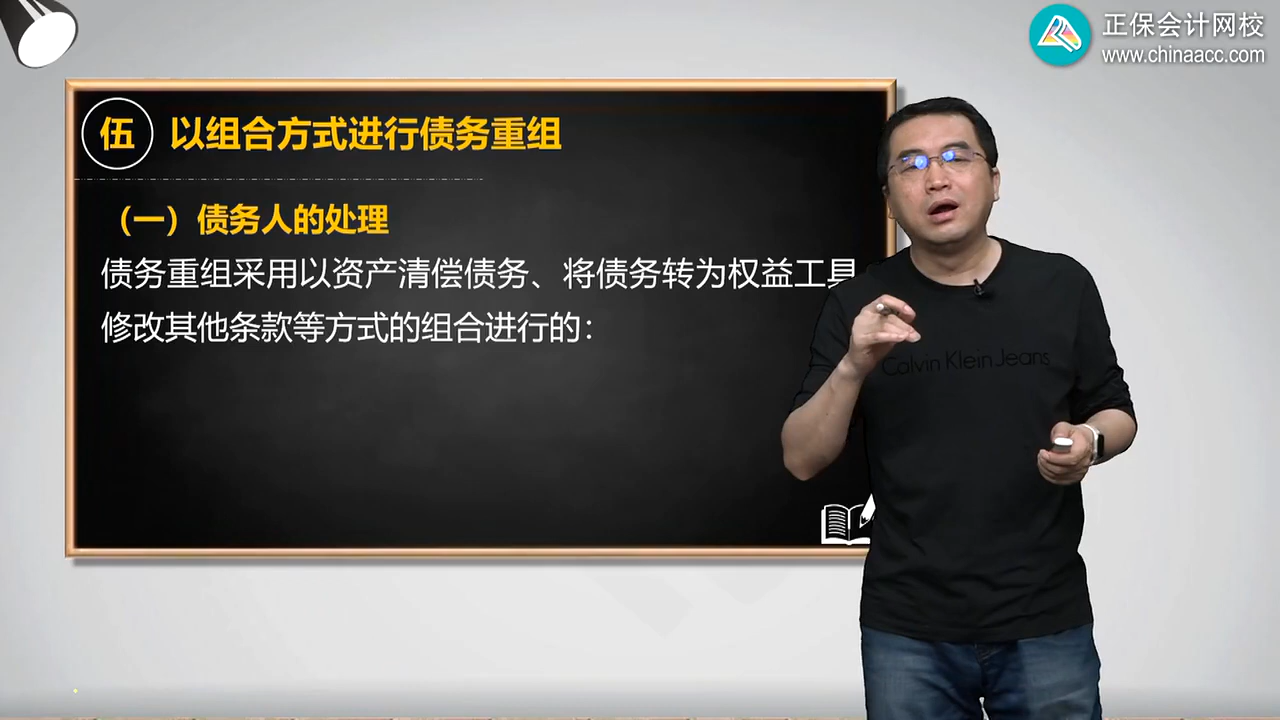 正保会计网校
www.chinaacc.com
伍 以组合方式进行债务重组
（一）债务人的处理
债务重组采用以资产清偿债务、将债务转为权益工具
修改其他条款等方式的组合进行的：
Calvin Klein Jeans